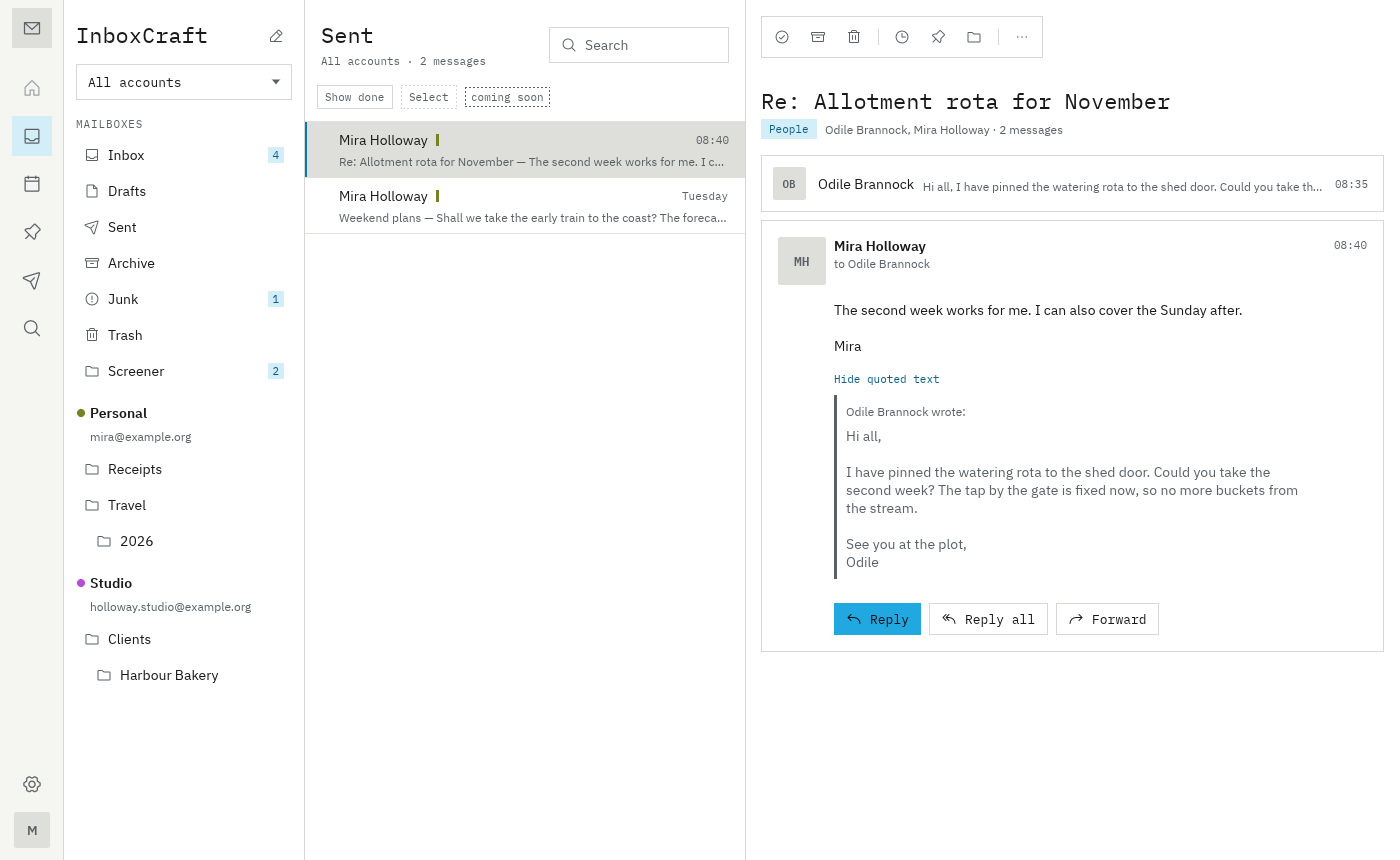 InboxCraft
All accounts
MAILBOXES
Inbox 4
Drafts
Sent
Archive
Junk 1
Trash
Screener 2
Personal
mira@example.org
Receipts
Travel
2026
Studio
holloway.studio@example.org
Clients
Harbour Bakery
M
Sent
All accounts · 2 messages
Search
Show done
Select
coming soon
Mira Holloway 08:40
Re: Allotment rota for November — The second week works for me. I c...
Mira Holloway Tuesday
Weekend plans — Shall we take the early train to the coast? The foreca...
Re: Allotment rota for November
People Odile Brannock, Mira Holloway · 2 messages
OB Odile Brannock Hi all, I have pinned the watering rota to the shed door. Could you take th... 08:35
MH
Mira Holloway 08:40
to Odile Brannock
The second week works for me. I can also cover the Sunday after.
Mira
Hide quoted text
Odile Brannock wrote:
Hi all,
I have pinned the watering rota to the shed door. Could you take the
second week? The tap by the gate is fixed now, so no more buckets from
the stream.
See you at the plot,
Odile
Reply
Reply all
Forward